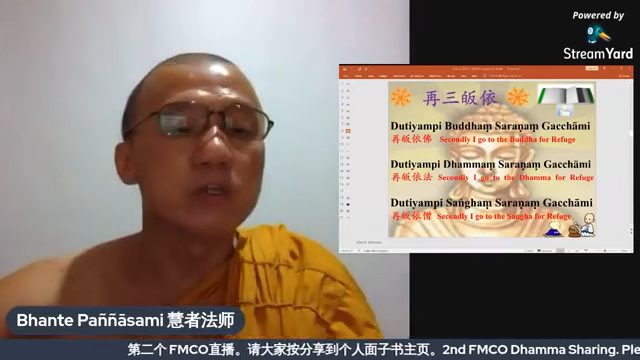 Powered by
StreamYard
再三皈依
Dutiyampi Buddhaṃ Saraṇaṃ Gacchāmi
再皈依佛 Secondly I go to the Buddha for Refuge
Dutiyampi Dhammaṃ Saraṇaṃ Gacchāmi
再皈依法 Secondly I go to the Dhamma for Refuge
Dutiyampi Saṅghaṃ Saraṇaṃ Gacchāmi
再皈依僧 Secondly I go to the Saṅgha for Refuge
Bhante Paññāsami 慧者法师
第二个 FMCO直播。请大家按分享到个人面子书主页。2nd FMCO Dhamma Sharing. Ple